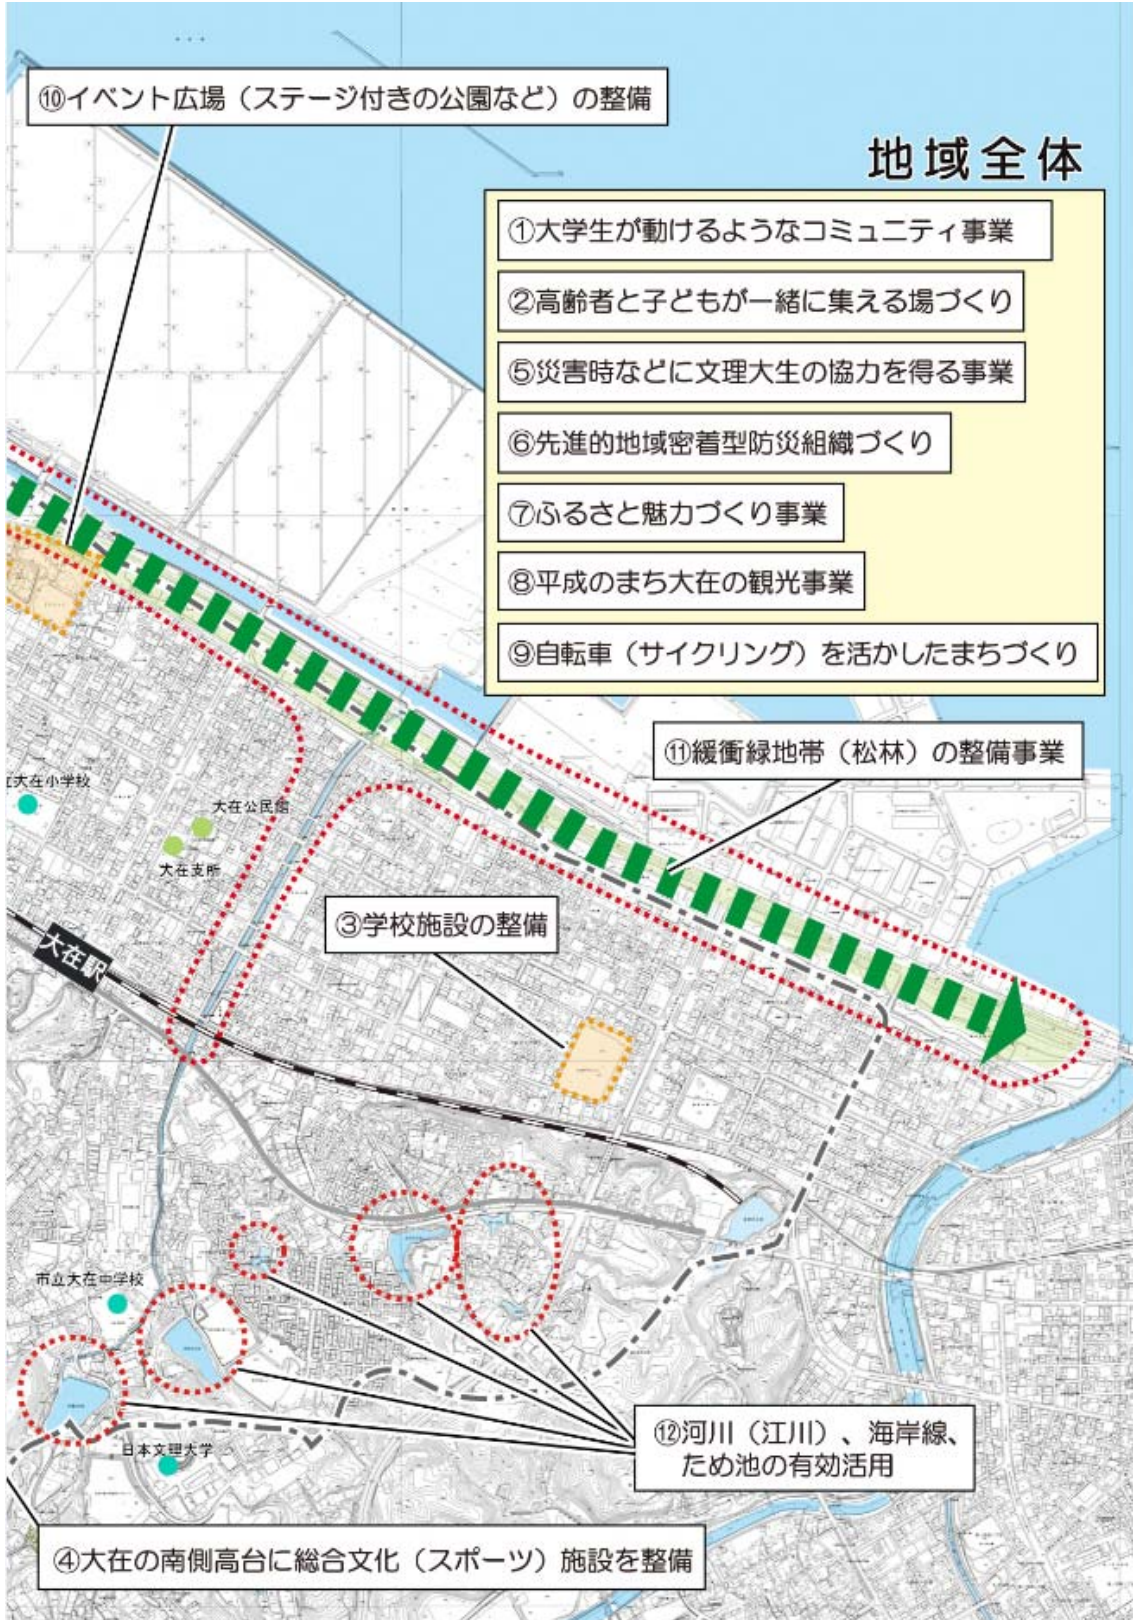 ⑩イベント広場（ステージ付きの公園など）の整備
地域全体
①大学生が動けるようなコミュニティ事業
②高齢者と子どもが一緒に集える場づくり
⑤災害時などに文理大生の協力を得る事業
⑥先進的地域密着型防災組織づくり
⑦ふるさと魅力づくり事業
⑧平成のまち大在の観光事業
⑨自転車（サイクリング）を活かしたまちづくり
⑪緩衝緑地帯（松林）の整備事業
立大在小学校
大在公民館
大在支所
③学校施設の整備
大在駅
市立大在中学校
日本文理大学
⑫河川（江川）、海岸線、
ため池の有効活用
④大在の南側高台に総合文化（スポーツ）施設を整備